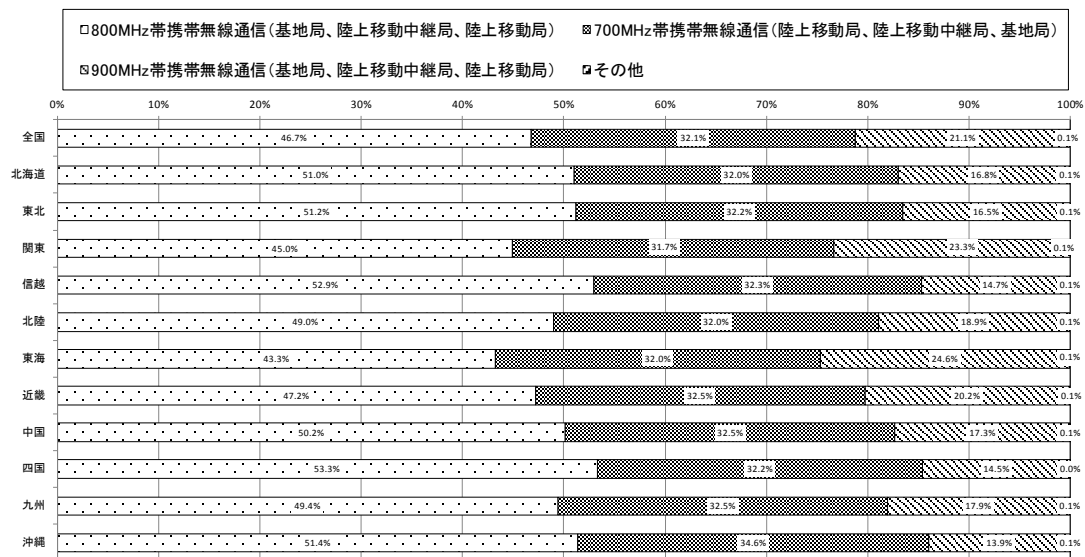 800MHz帯携帯無線通信(基地局、陸上移動中継局、陸上移動局) 700MHz帯携帯無線通信(陸上移動局、陸上移動中継局、基地局)
900MHz帯携帯無線通信(基地局、陸上移動中継局、陸上移動局) その他
0% 10% 20% 30% 40% 50% 60% 70% 80% 90% 100%
全国 46.7% 32.1% 21.1% 0.1%
北海道 51.0% 32.0% 16.8% 0.1%
東北 51.2% 32.2% 16.5% 0.1%
関東 45.0% 31.7% 23.3% 0.1%
信越 52.9% 32.3% 14.7% 0.1%
北陸 49.0% 32.0% 18.9% 0.1%
東海 43.3% 32.0% 24.6% 0.1%
近畿 47.2% 32.5% 20.2% 0.1%
中国 50.2% 32.5% 17.3% 0.1%
四国 53.3% 32.2% 14.5% 0.0%
九州 49.4% 32.5% 17.9% 0.1%
沖縄 51.4% 34.6% 13.9% 0.1%